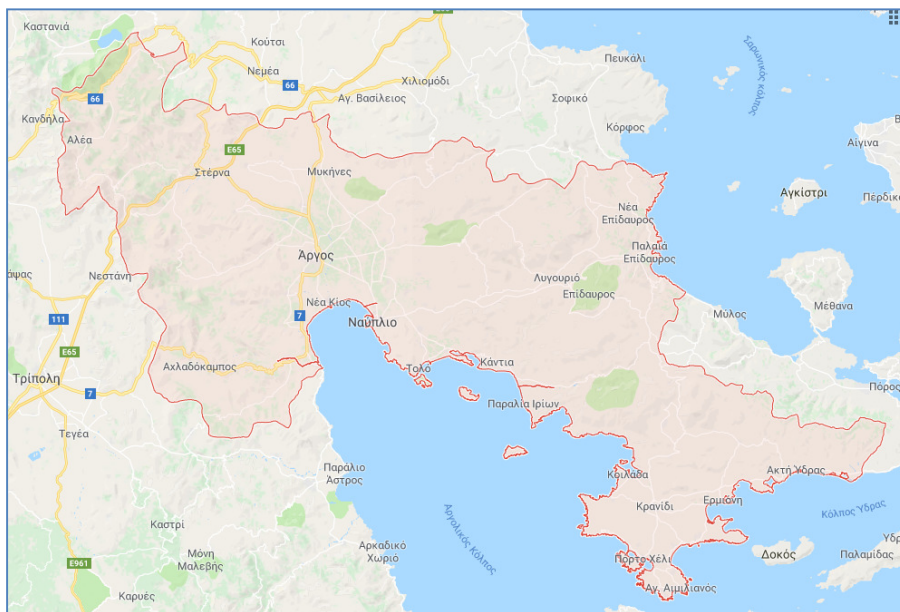 Καστανιά
Κούτσι
Νεμέα
66
Χιλιομόδι
Αγ. Βασίλειος
Πευκάλι
Σοφικό
Κόρφος
Σαρωνικός κόλπος
Αίγινα
66
Κανδήλα
Αλέα
E65
Στέρνα
Μυκήνες
Αγκίστρι
Πέρδικα
Νέα
Επίδαυρος
Παλαιά
Επίδαυρος
Άργος
Νεστάνη
Λυγουριό
Επίδαυρος
Νέα Κίος
7
Ναύπλιο
Μύλος
Μέθανα
111
E65
Τρίπολη
7
Αχλαδόκαμπος
Τολό
Κάντια
Πόρος
Παραλία Ιρίων
Τεγέα
Παράλιο
Άστρος
Κοιλάδα
Ακτή Ύδρας
Κρανίδι
Ερμιόνη
Κόλπος Ύδρας
Καστρί
Αργολικός Κόλπος
Μονή
Μαλεβής
Αρκαδικό
Χωριό
Πόρτο Χέλι
Δοκός
Παλαμίδας
E961
Αγ. Αιμιλιανός
Καρυές